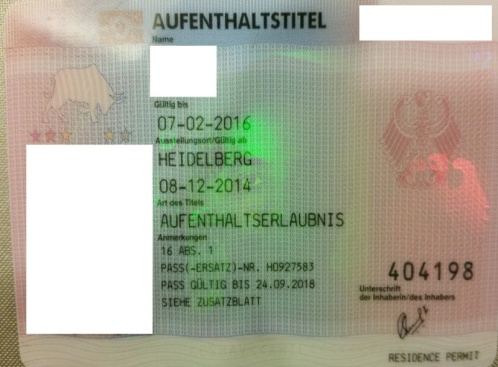 AUFENTHALTSTITEL
Name
Gültig bis
07-02-2016
Ausstellungsort/Gültig ab
HEIDELBERG
08-12-2014
Art des Titels
AUFENTHALTSERLAUBNIS
Anmerkungen
16 ABS. 1
PASS(-ERSATZ)-NR. H0927583
PASS GÜLTIG BIS 24.09.2018
SIEHE ZUSATZBLATT
404198
Unterschrift
der Inhaberin/des Inhabers
RESIDENCE PERMIT